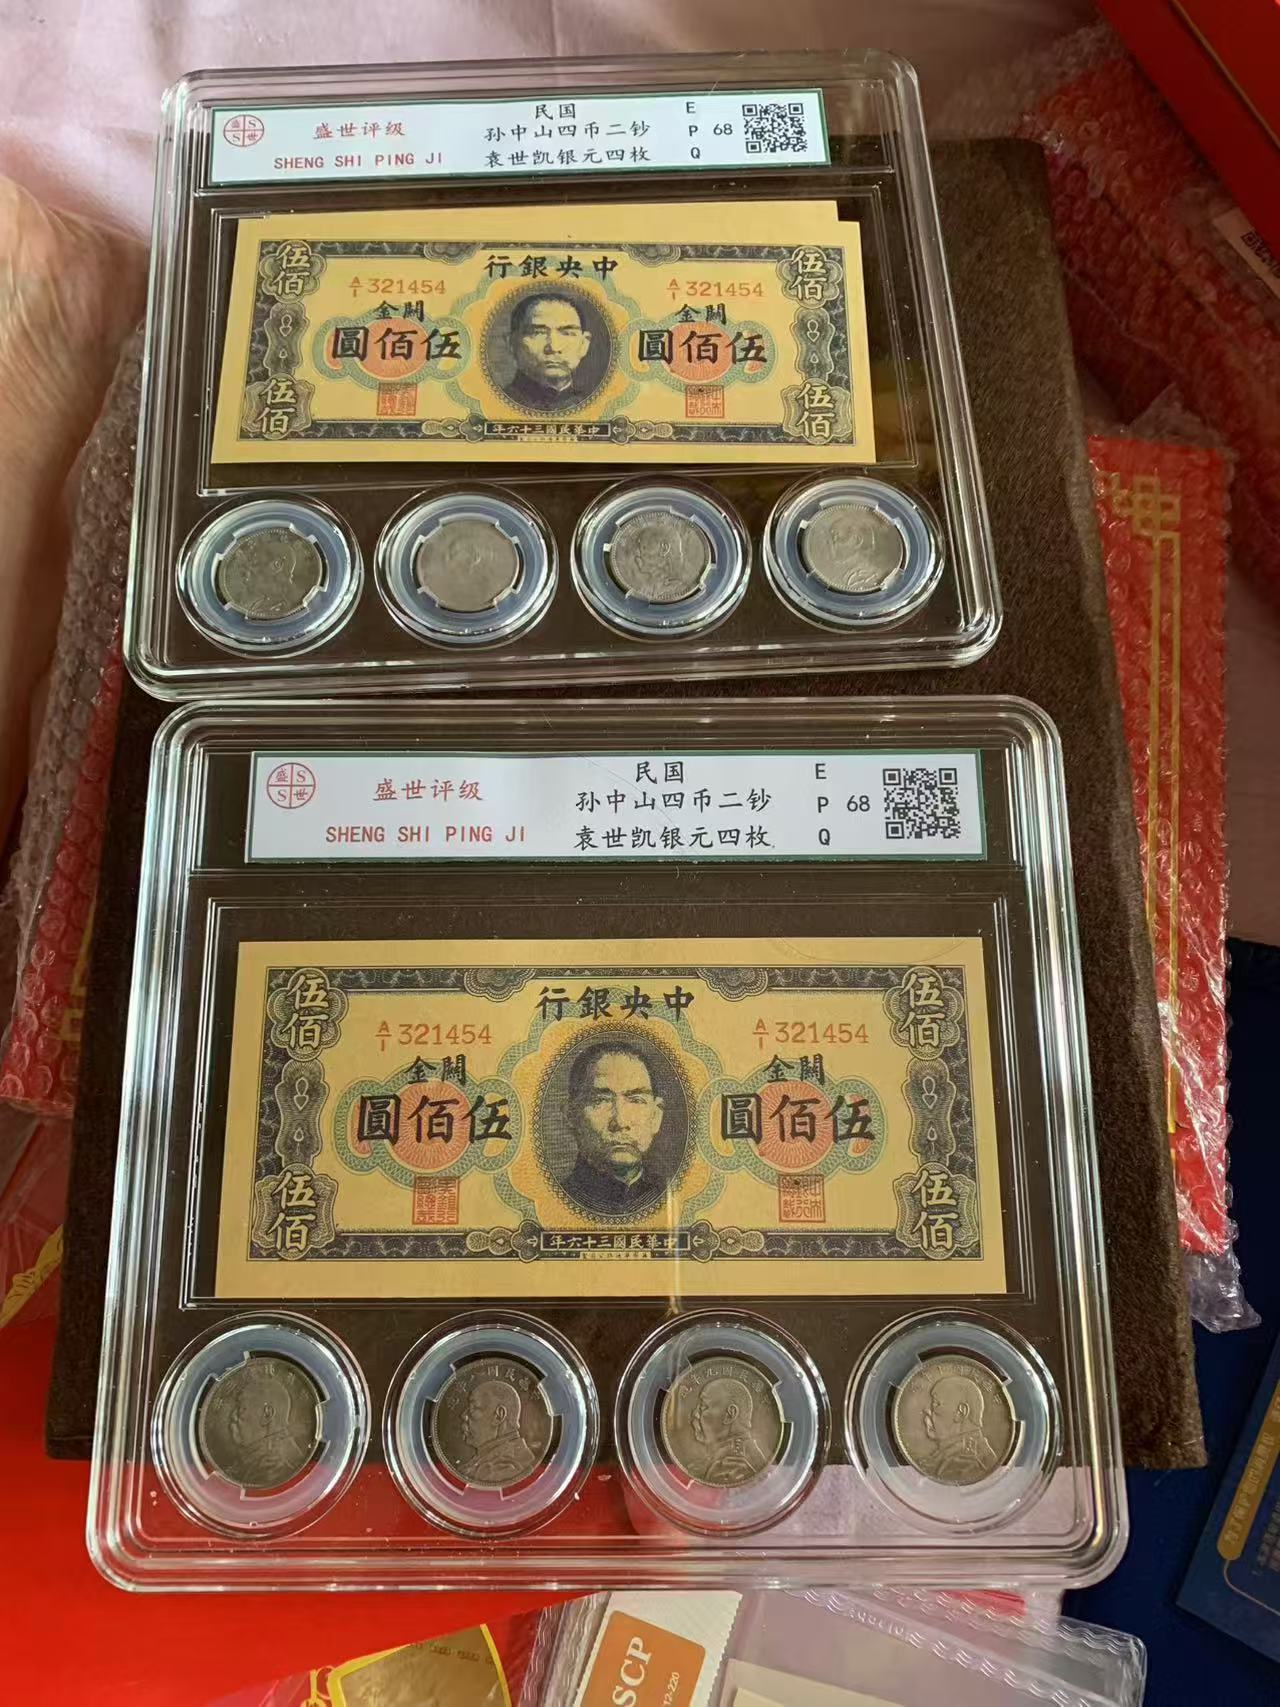 盛 S S 世
盛世评级
SHENG SHI PING JI
民国
孙中山四币二钞
袁世凯银元四枚
E
P 68
Q
伍佰
行銀央中
伍佰
A/1 321454
A/1 321454
金關
金關
圓佰伍
圓佰伍
伍佰
伍佰
年六十三國民華中
盛 S S 世
盛世评级
SHENG SHI PING JI
民国
孙中山四币二钞
袁世凯银元四枚
E
P 68
Q
伍佰
行銀央中
伍佰
A/1 321454
A/1 321454
金關
金關
圓佰伍
圓佰伍
伍佰
伍佰
年六十三國民華中
SCP
12-220